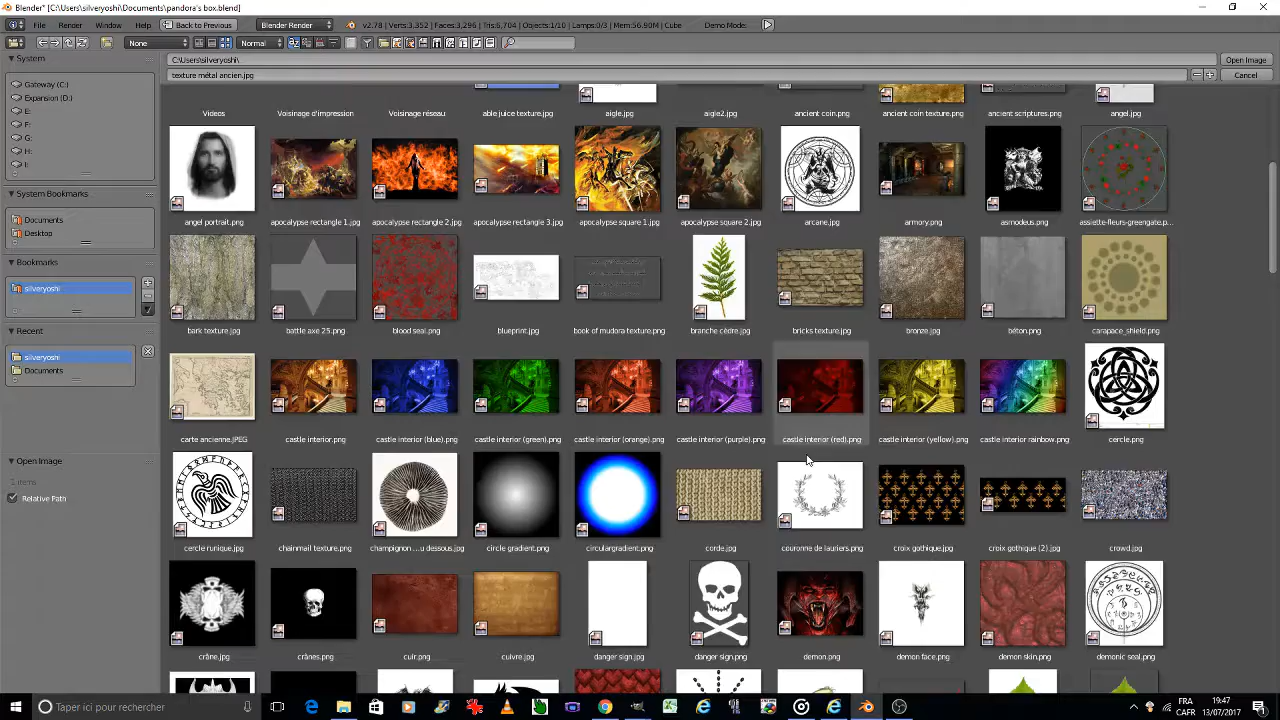 Blender* [C:\Users\silveryoshi\Documents\pandora's box.blend]
File Render Window Help Back to Previous Blender Render v2.78 | Verts:3,352 | Faces:3,296 | Tris:6,704 | Objects:1/10 | Lamps:0/3 | Mem:56.90M | Cube Demo Mode:
None Normal
System
C:\Users\silveryoshi\ Open Image
texture métal ancien.jpg Cancel
Gateway (C:)
Expansion (D:)
E:
F:
G:
H:
I:
System Bookmarks
Documents
Desktop
Bookmarks
silveryoshi
Recent
silveryoshi
Documents
Open Image
Relative Path
Videos Voisinage d'impression Voisinage réseau able juice texture.jpg aigle.jpg aigle2.jpg ancient coin.png ancient coin texture.png ancient scriptures.png angel.jpg
angel portrait.png apocalypse rectangle 1.jpg apocalypse rectangle 2.jpg apocalypse rectangle 3.jpg apocalypse square 1.jpg apocalypse square 2.jpg arcane.jpg armory.png asmodeus.png assiette-fleurs-greengate.p...
bark texture.jpg battle axe 25.png blood seal.png blueprint.jpg book of mudora texture.png branche cèdre.jpg bricks texture.jpg bronze.jpg béton.png carapace_shield.png
carte ancienne.JPEG castle interior.png castle interior (blue).png castle interior (green).png castle interior (orange).png castle interior (purple).png castle interior (red).png castle interior (yellow).png castle interior rainbow.png cercle.png
cercle runique.jpg chainmail texture.png champignon ...u dessous.jpg circle gradient.png circulargradient.png corde.jpg couronne de lauriers.png croix gothique.jpg croix gothique (2).jpg crowd.jpg
crâne.jpg crânes.png cuir.png cuivre.jpg danger sign.jpg danger sign.png demon.png demon face.png demon skin.png demonic seal.png
Taper ici pour rechercher FRA 19:47
CAFR 13/07/2017